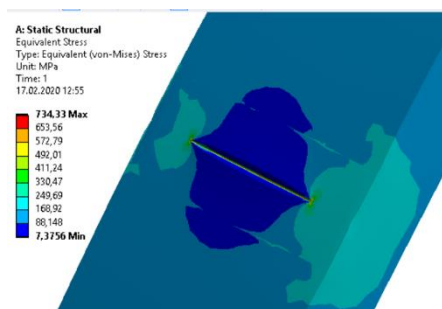 A: Static Structural
Equivalent Stress
Type: Equivalent (von-Mises) Stress
Unit: MPa
Time: 1
17.02.2020 12:55
734,33 Max
653,56
572,79
492,01
411,24
330,47
249,69
168,92
88,148
7,3756 Min